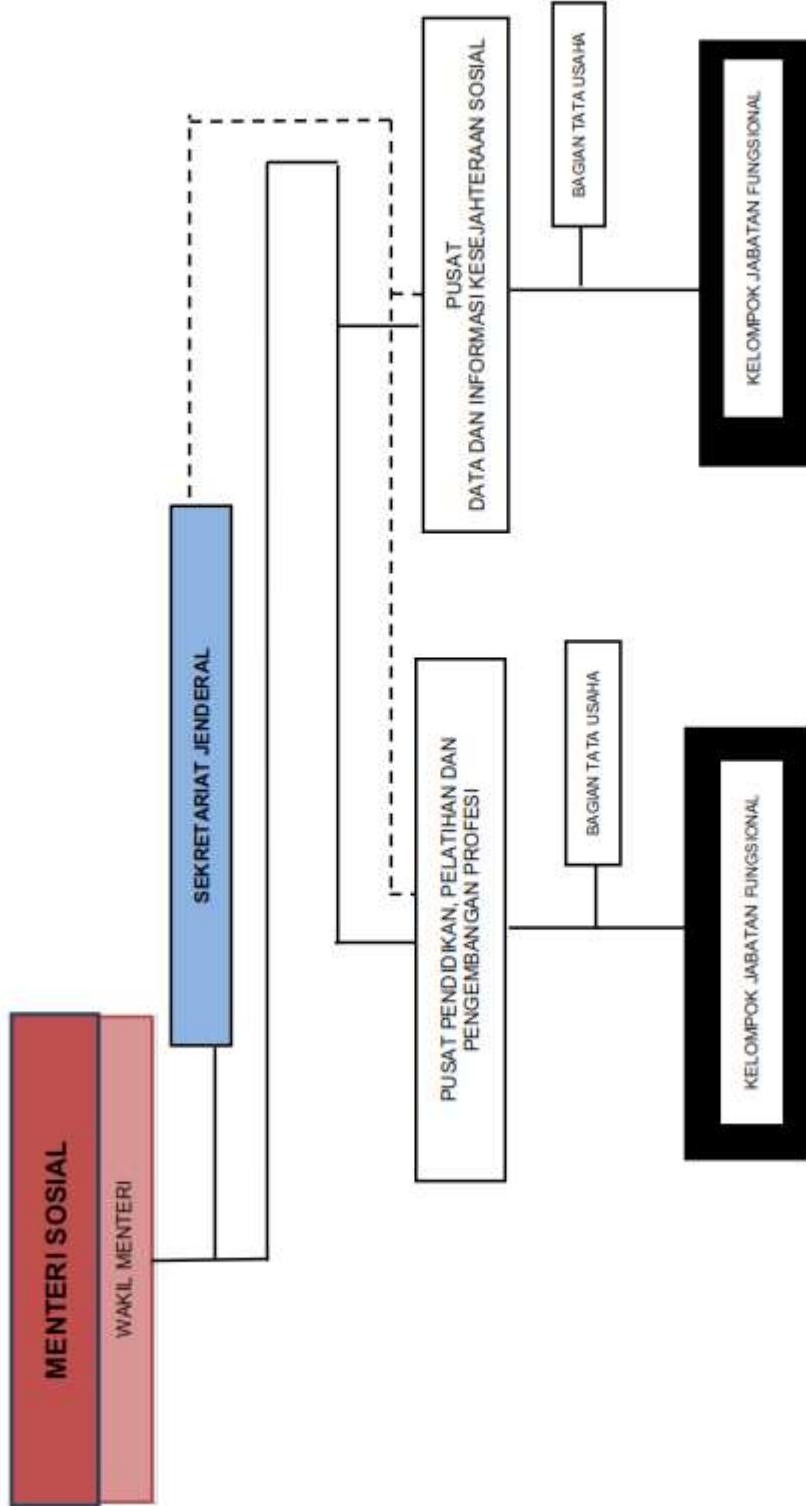 MENTERI SOSIAL
WAKIL MENTERI
SEKRETARIAT JENDERAL
PUSAT PENDIDIKAN, PELATIHAN DAN
PENGEMBANGAN PROFESI
PUSAT
DATA DAN INFORMASI KESEJAHTERAAN SOSIAL
BAGIAN TATA USAHA
BAGIAN TATA USAHA
KELOMPOK JABATAN FUNGSIONAL
KELOMPOK JABATAN FUNGSIONAL